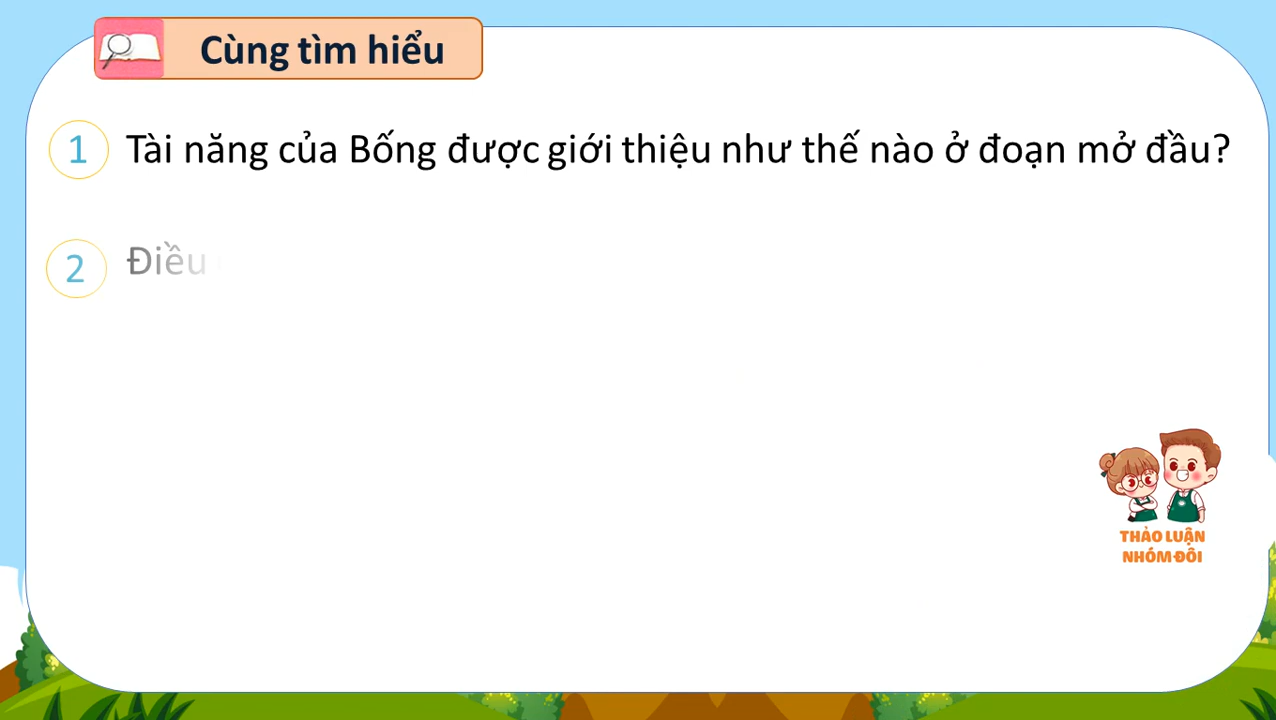 Cùng tìm hiểu
1 Tài năng của Bống được giới thiệu như thế nào ở đoạn mở đầu?
2 Điều
THẢO LUẬN
NHÓM ĐÔI